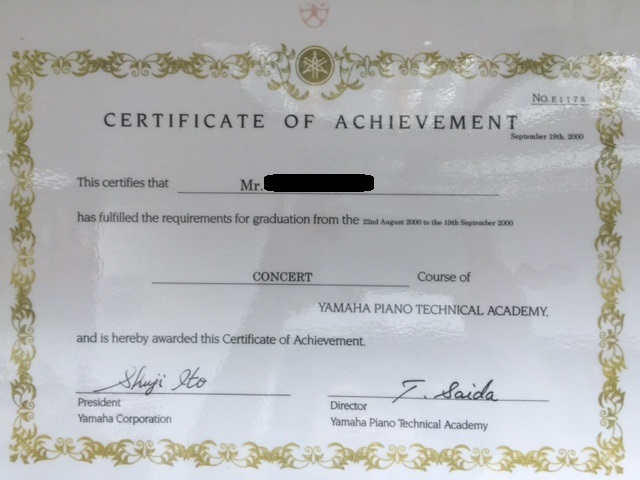 No. E1178
CERTIFICATE OF ACHIEVEMENT
September 19th, 2000
This certifies that Mr.
has fulfilled the requirements for graduation from the 22nd August 2000 to the 19th September 2000
CONCERT Course of
YAMAHA PIANO TECHNICAL ACADEMY,
and is hereby awarded this Certificate of Achievement.
Shuji Ito T. Saida
President
Yamaha Corporation
Director
Yamaha Piano Technical Academy